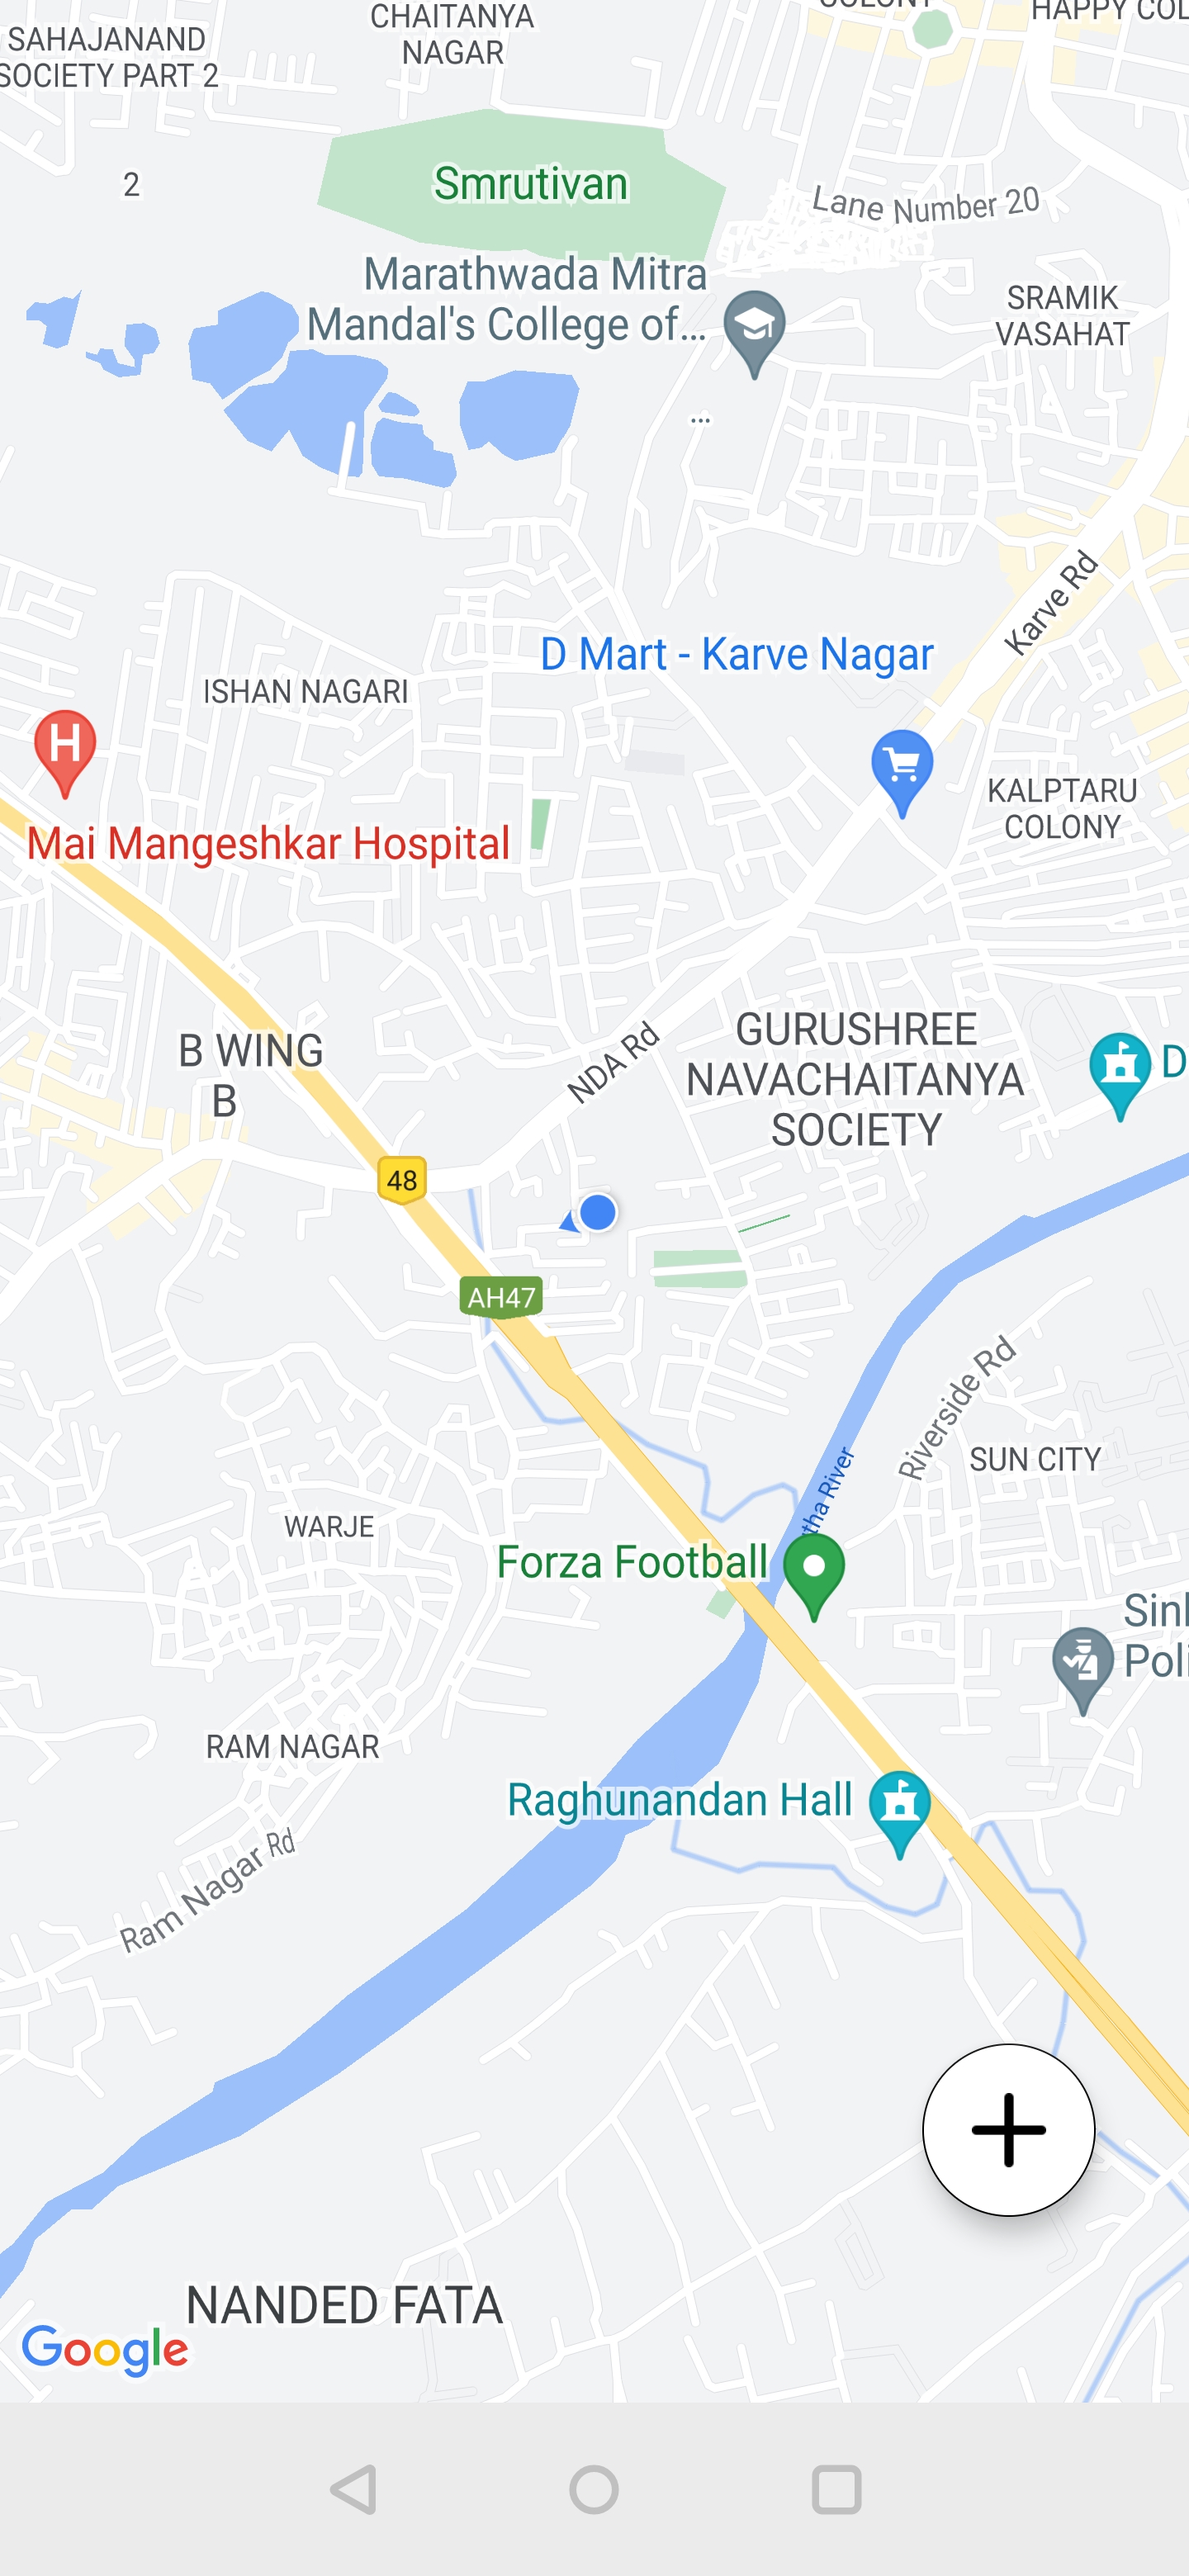 HAPPY COL
CHAITANYA
NAGAR
SAHAJANAND
SOCIETY PART 2
2
Smrutivan
Lane Number 20
Marathwada Mitra
Mandal's College of...
SRAMIK
VASAHAT
...
Karve Rd
D Mart - Karve Nagar
ISHAN NAGARI
H
KALPTARU
COLONY
Mai Mangeshkar Hospital
NDA Rd
GURUSHREE
NAVACHAITANYA
SOCIETY
B WING
B
D
48
AH47
Riverside Rd
SUN CITY
tha River
WARJE
Forza Football
Sinl
Poli
RAM NAGAR
Raghunandan Hall
Ram Nagar Rd
NANDED FATA
Google